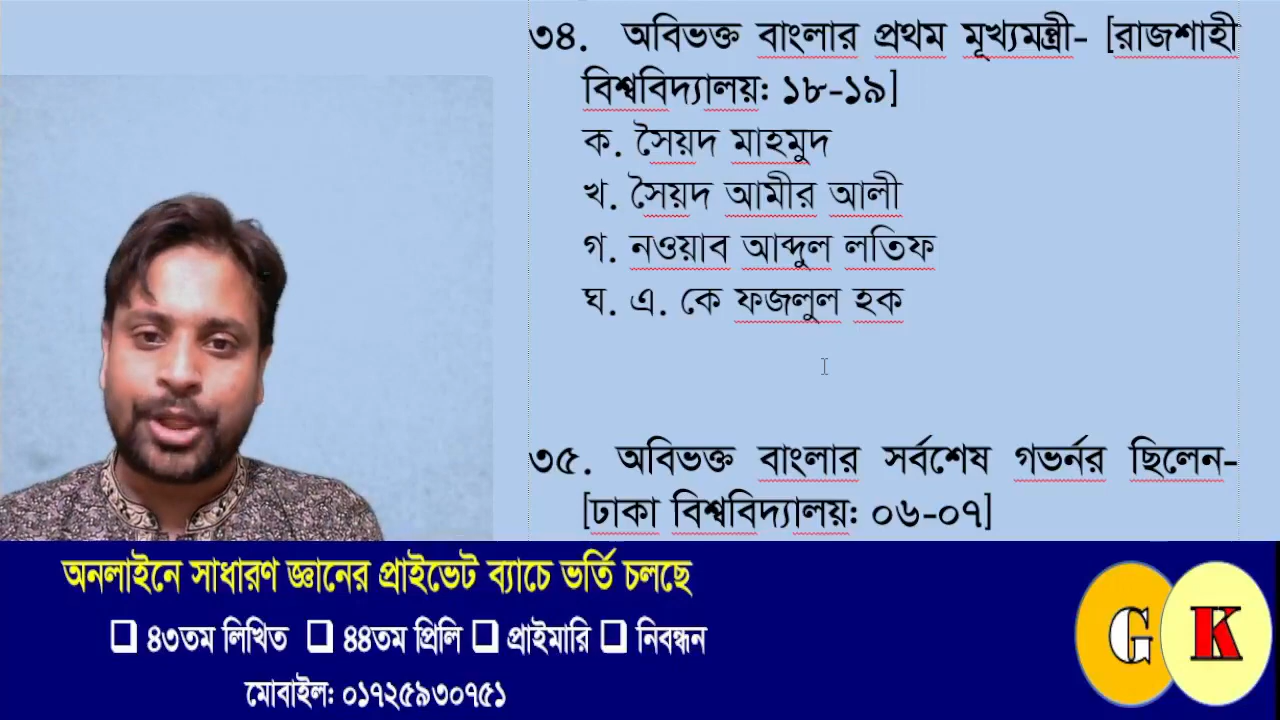 ৩৪. অবিভক্ত বাংলার প্রথম মূখ্যমন্ত্রী- [রাজশাহী
বিশ্ববিদ্যালয়: ১৮-১৯]
ক. সৈয়দ মাহমুদ
খ. সৈয়দ আমীর আলী
গ. নওয়াব আব্দুল লতিফ
ঘ. এ. কে ফজলুল হক
৩৫. অবিভক্ত বাংলার সর্বশেষ গভর্নর ছিলেন-
[ঢাকা বিশ্ববিদ্যালয়: ০৬-০৭]
অনলাইনে সাধারণ জ্ঞানের প্রাইভেট ব্যাচে ভর্তি চলছে
❑ ৪৩তম লিখিত ❑ ৪৪তম প্রিলি ❑ প্রাইমারি ❑ নিবন্ধন
মোবাইল: ০১৭২৫৯৩০৭৫১
G K